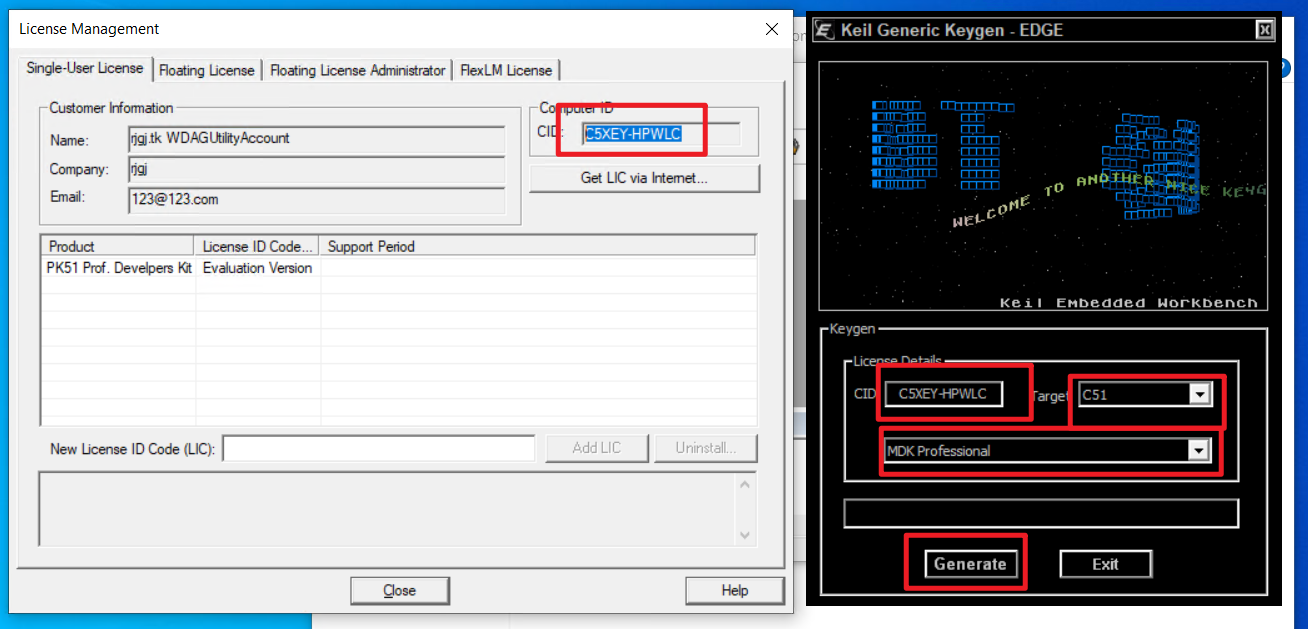 License Management
Single-User License
Floating License
Floating License Administrator
FlexLM License
Customer Information
Name:
rjgj.tk WDAGUtilityAccount
Company:
rjgj
Email:
123@123.com
Computer ID
CID:
C5XEY-HPWLC
Get LIC via Internet...
Product
License ID Code...
Support Period
PK51 Prof. Develpers Kit
Evaluation Version
New License ID Code (LIC):
Add LIC
Uninstall...
Close
Help
Keil Generic Keygen - EDGE
WELCOME TO ANOTHER NICE KEYG
Keil Embedded Workbench
Keygen
License Details
CID
C5XEY-HPWLC
Target
C51
MDK Professional
Generate
Exit